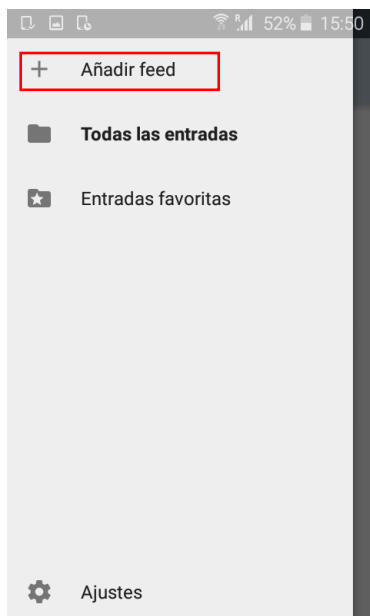 R 52% 15:50
Añadir feed
Todas las entradas
Entradas favoritas
Ajustes